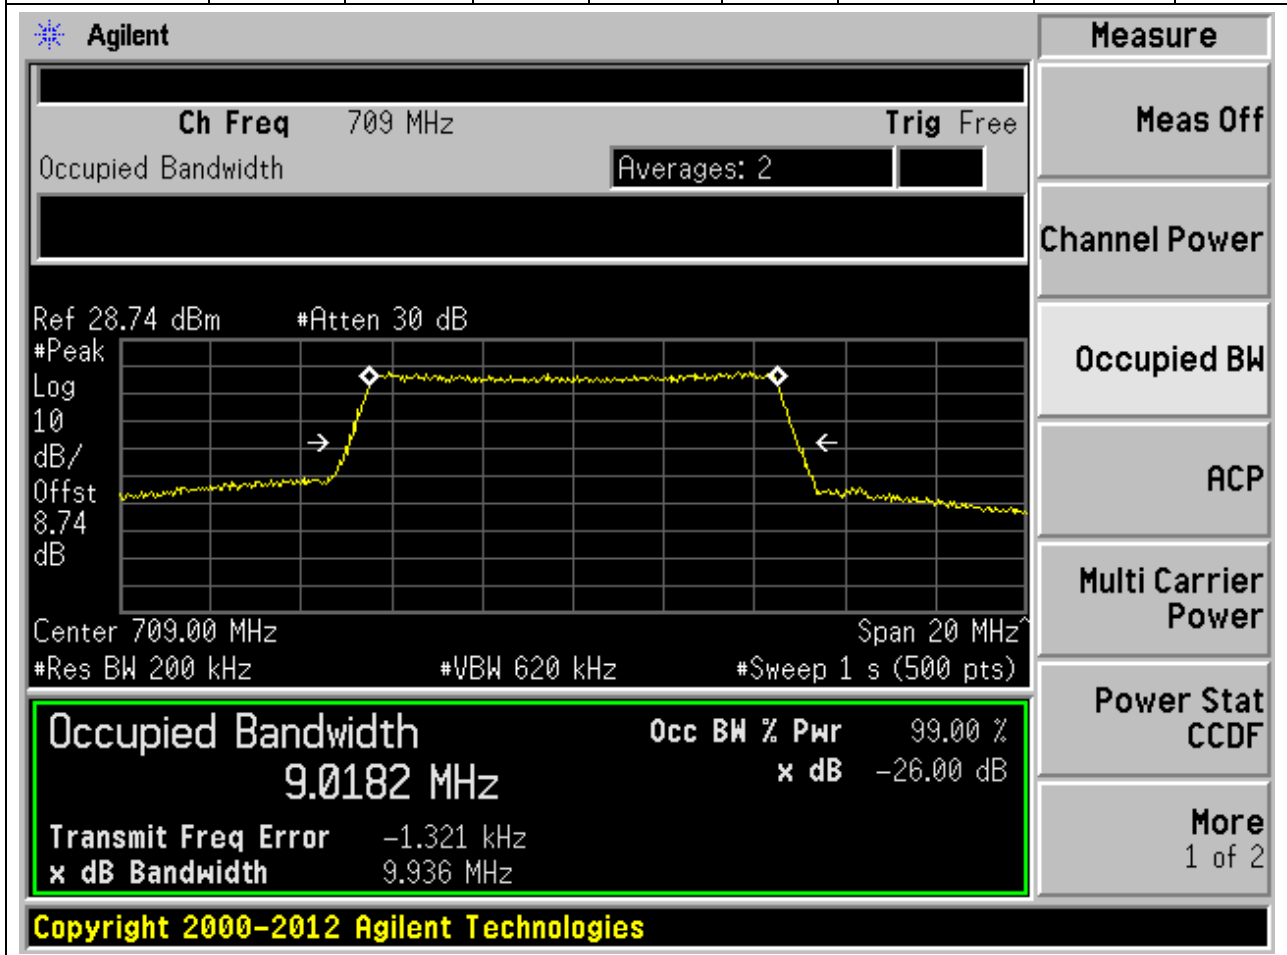 Agilent
Measure
Ch Freq 709 MHz Trig Free
Meas Off
Occupied Bandwidth Averages: 2
Channel Power
Ref 28.74 dBm #Atten 30 dB
#Peak
Log
10
dB/
Offst
8.74
dB
Occupied BW
ACP
Center 709.00 MHz Span 20 MHz^
#Res BW 200 kHz #VBW 620 kHz #Sweep 1 s (500 pts)
Multi Carrier
Power
Occupied Bandwidth Occ BW % Pwr 99.00 %
9.0182 MHz x dB -26.00 dB
Transmit Freq Error -1.321 kHz
x dB Bandwidth 9.936 MHz
Power Stat
CCDF
More
1 of 2
Copyright 2000-2012 Agilent Technologies